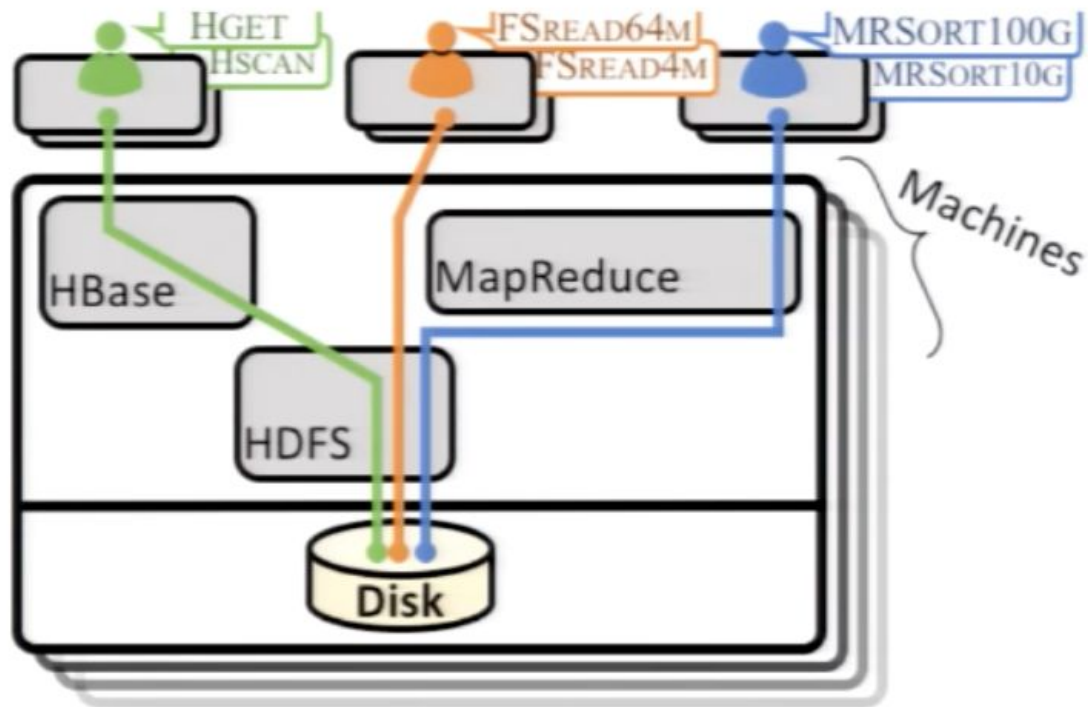 HGET
HSCAN
FSREAD64M
FSREAD4M
MRSORT100G
MRSORT10G
Machines
HBase
MapReduce
HDFS
Disk